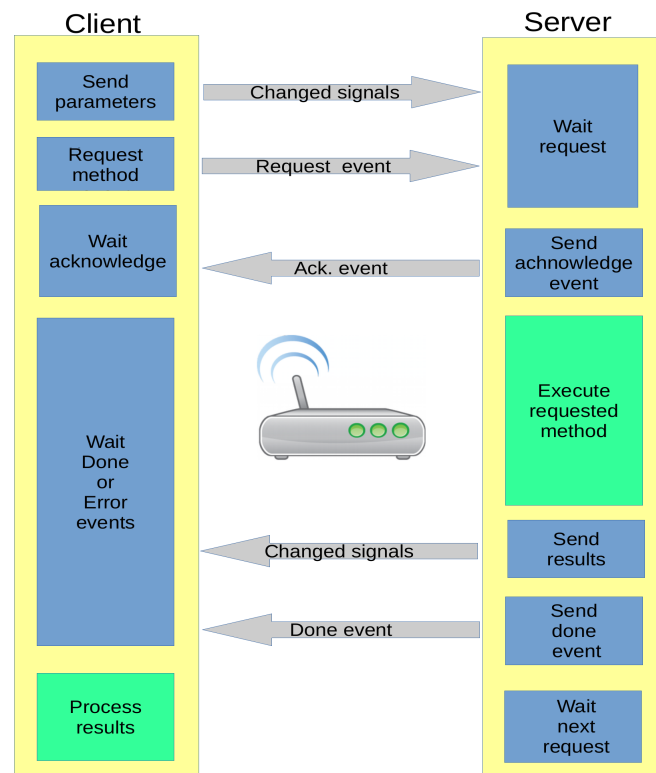 Client
Server
Send
parameters
Changed signals
Wait
request
Request
method
Request event
Wait
acknowledge
Ack. event
Send
achnowledge
event
Wait
Done
or
Error
events
Execute
requested
method
Changed signals
Send
results
Done event
Send
done
event
Process
results
Wait
next
request